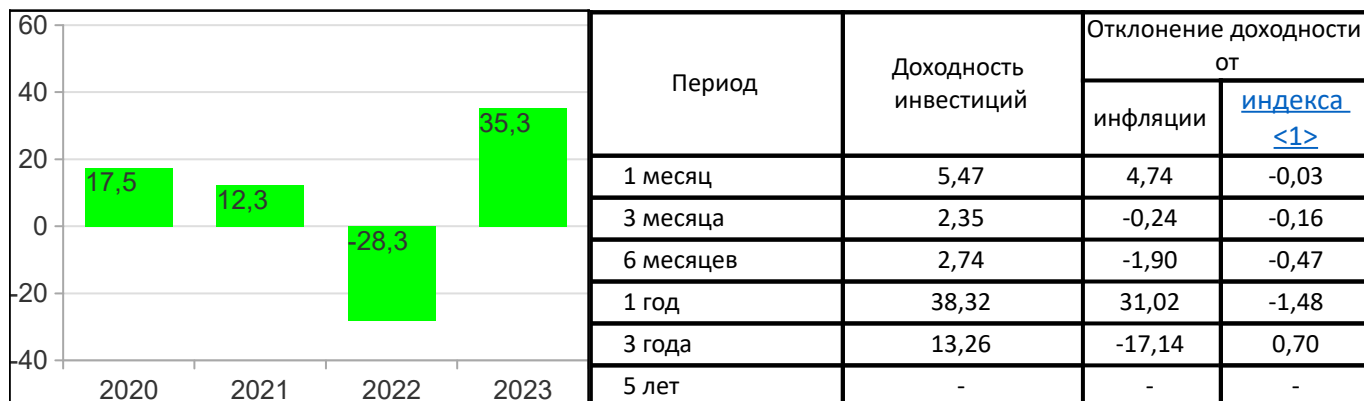 60
40
20
0
-20
-40
17,5
12,3
-28,3
35,3
2020 2021 2022 2023
Период
Доходность
инвестиций
Отклонение доходности
от
инфляции
индекса
<1>
1 месяц 5,47 4,74 -0,03
3 месяца 2,35 -0,24 -0,16
6 месяцев 2,74 -1,90 -0,47
1 год 38,32 31,02 -1,48
3 года 13,26 -17,14 0,70
5 лет - - -